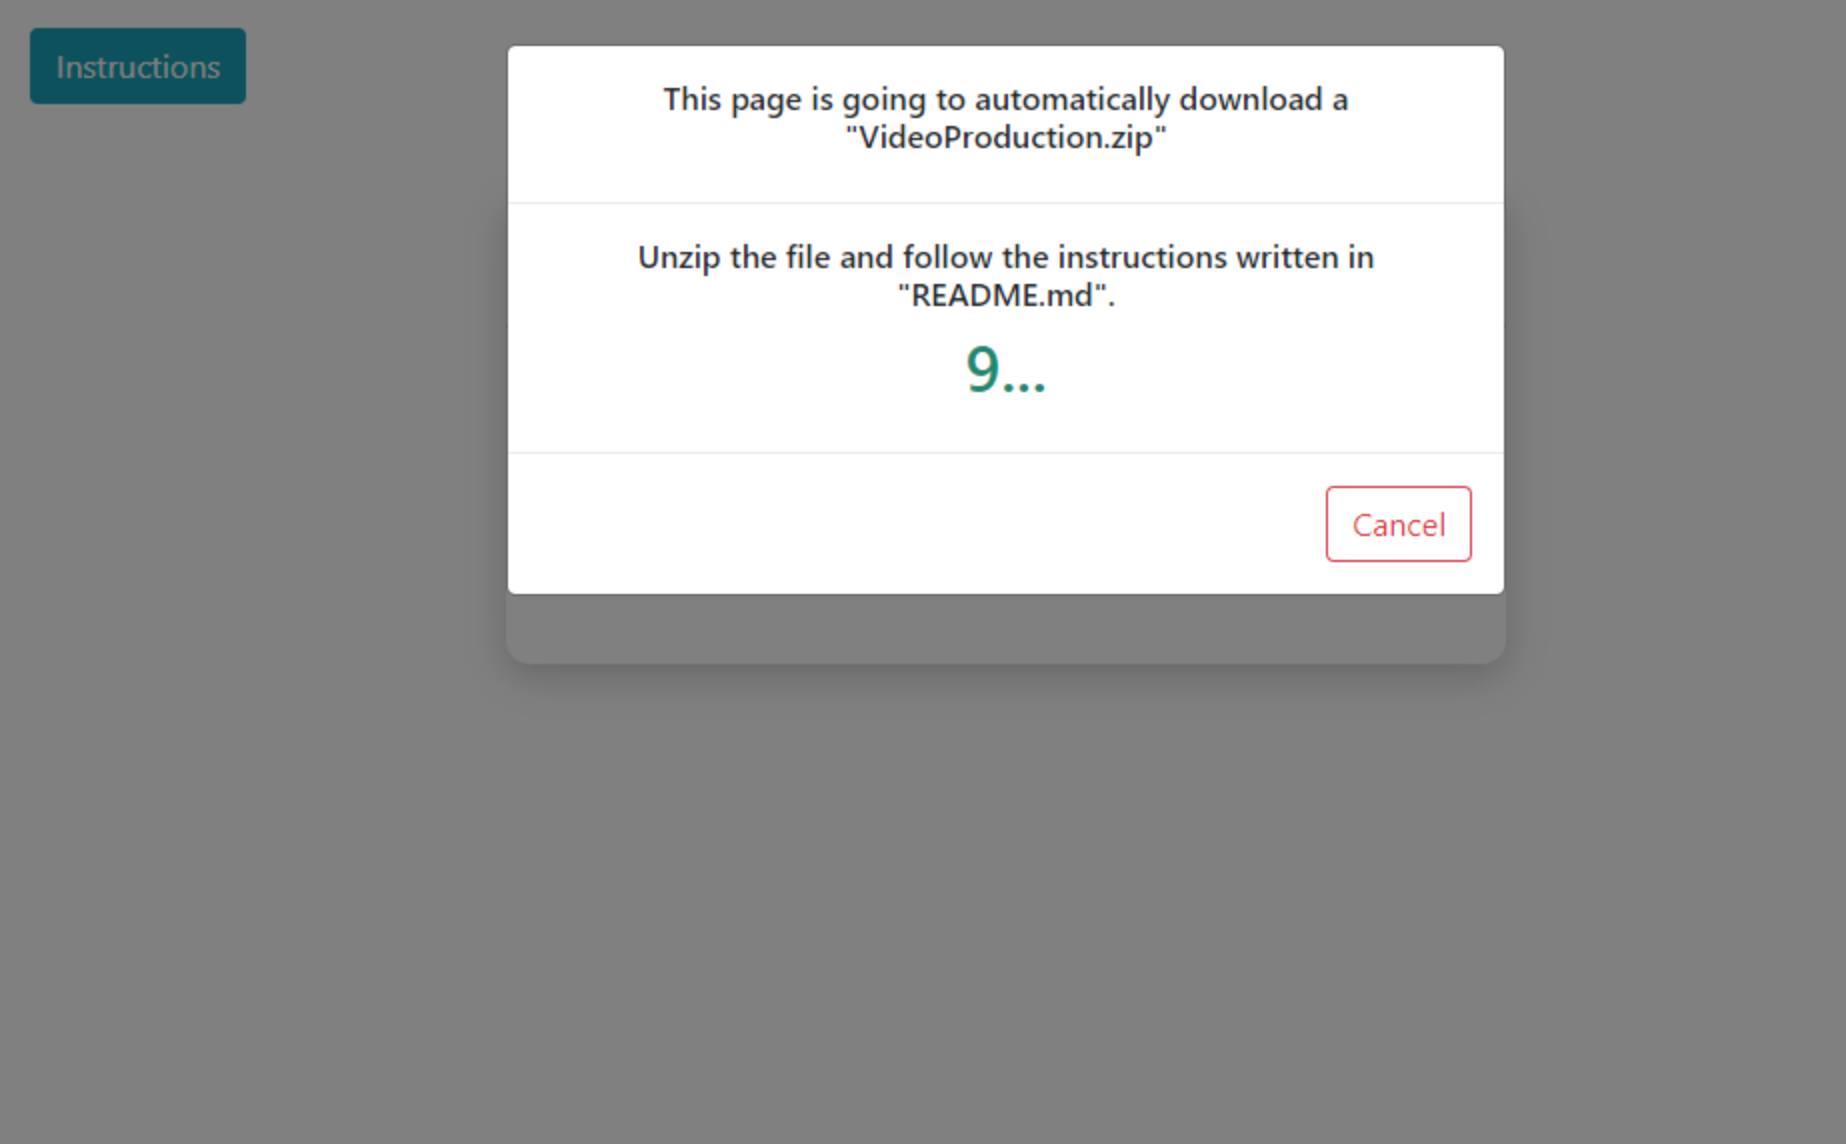 Instructions
This page is going to automatically download a
"VideoProduction.zip"
Unzip the file and follow the instructions written in
"README.md".
9...
Cancel